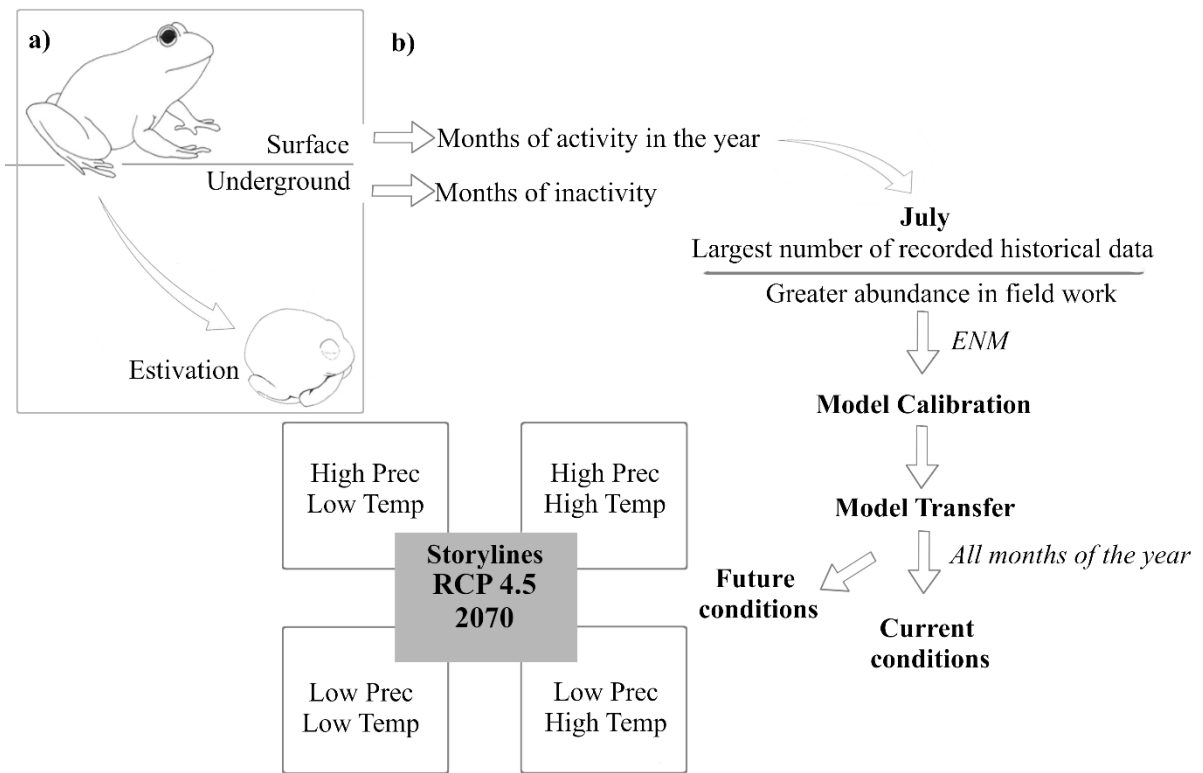 a)
Surface
Underground
Estivation
b)
Months of activity in the year
Months of inactivity
July
Largest number of recorded historical data
Greater abundance in field work
ENM
Model Calibration
Model Transfer
All months of the year
Future
conditions
Current
conditions
High Prec
Low Temp
High Prec
High Temp
Storylines
RCP 4.5
2070
Low Prec
Low Temp
Low Prec
High Temp